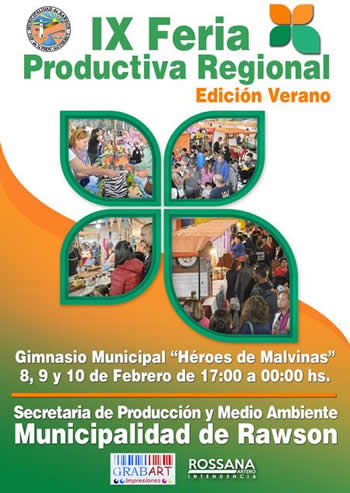 IX Feria
Productiva Regional
Edición Verano
Gimnasio Municipal "Héroes de Malvinas"
8, 9 y 10 de Febrero de 17:00 a 00:00 hs.
Secretaria de Producción y Medio Ambiente
Municipalidad de Rawson
GRABART
Impresiones
ROSSANA
ARTERO
INTENDENCIA